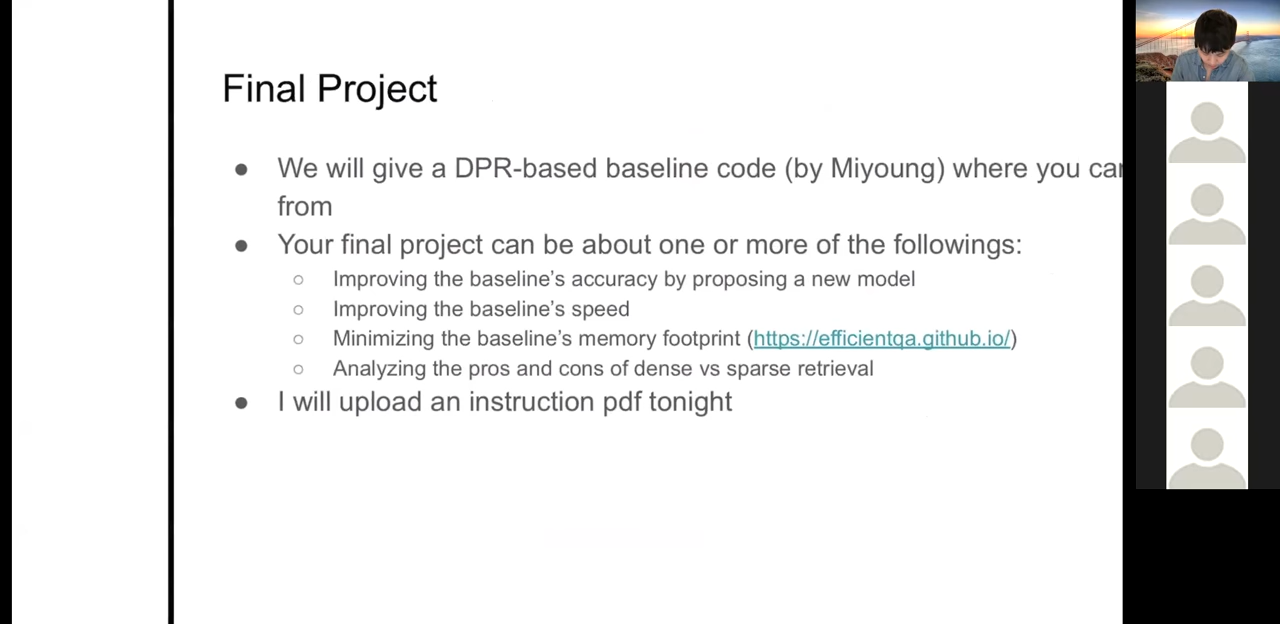 Final Project
● We will give a DPR-based baseline code (by Miyoung) where you can
from
● Your final project can be about one or more of the followings:
○ Improving the baseline's accuracy by proposing a new model
○ Improving the baseline's speed
○ Minimizing the baseline's memory footprint (https://efficientqa.github.io/)
○ Analyzing the pros and cons of dense vs sparse retrieval
● I will upload an instruction pdf tonight